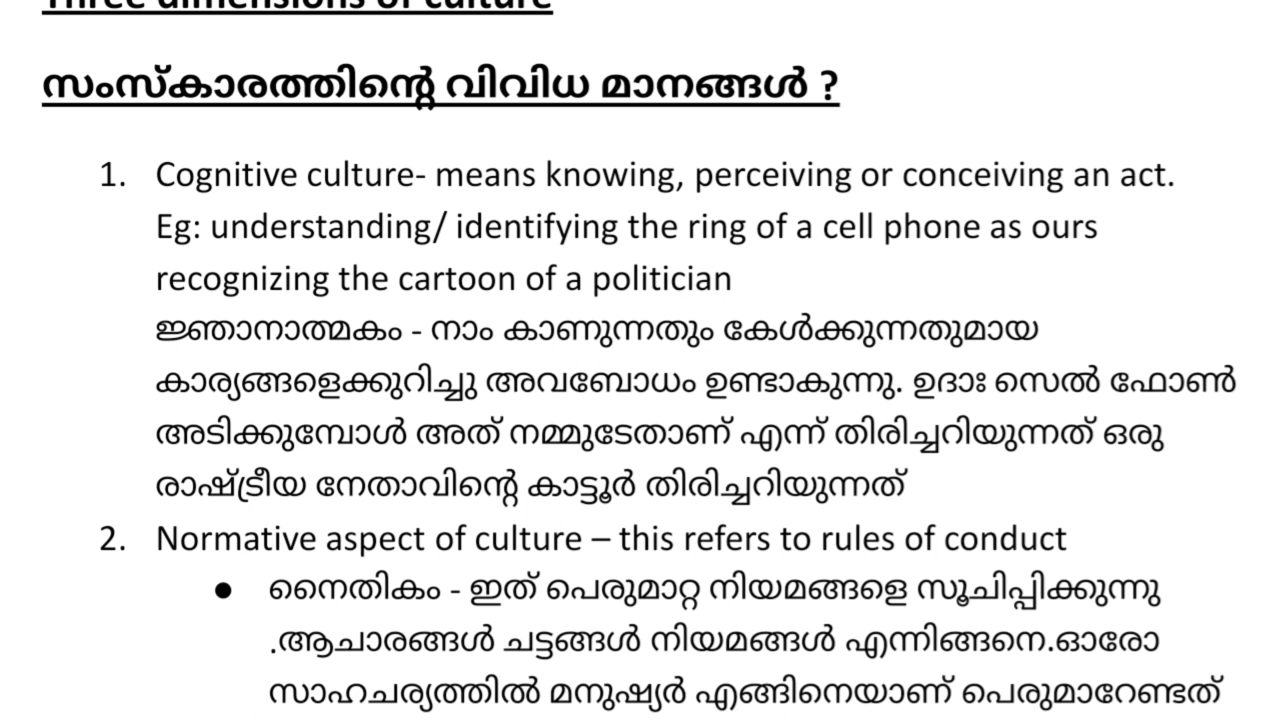 Three dimensions of culture
സംസ്കാരത്തിന്റെ വിവിധ മാനങ്ങൾ ?
1. Cognitive culture- means knowing, perceiving or conceiving an act.
Eg: understanding/ identifying the ring of a cell phone as ours
recognizing the cartoon of a politician
ജ്ഞാനാത്മകം - നാം കാണുന്നതും കേൾക്കുന്നതുമായ
കാര്യങ്ങളെക്കുറിച്ചു അവബോധം ഉണ്ടാകുന്നു. ഉദാഃ സെൽ ഫോൺ
അടിക്കുമ്പോൾ അത് നമ്മുടേതാണ് എന്ന് തിരിച്ചറിയുന്നത് ഒരു
രാഷ്ട്രീയ നേതാവിന്റെ കാട്ടൂർ തിരിച്ചറിയുന്നത്
2. Normative aspect of culture – this refers to rules of conduct
● നൈതികം - ഇത് പെരുമാറ്റ നിയമങ്ങളെ സൂചിപ്പിക്കുന്നു
.ആചാരങ്ങൾ ചട്ടങ്ങൾ നിയമങ്ങൾ എന്നിങ്ങനെ.ഓരോ
സാഹചര്യത്തിൽ മനുഷ്യർ എങ്ങിനെയാണ് പെരുമാറേണ്ടത്